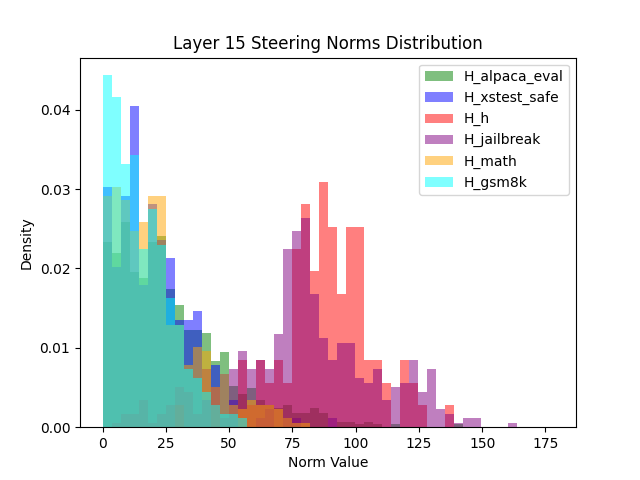 Layer 15 Steering Norms Distribution
H_alpaca_eval
H_xstest_safe
H_h
H_jailbreak
H_math
H_gsm8k
Density
0.04
0.03
0.02
0.01
0.00
0 25 50 75 100 125 150 175
Norm Value